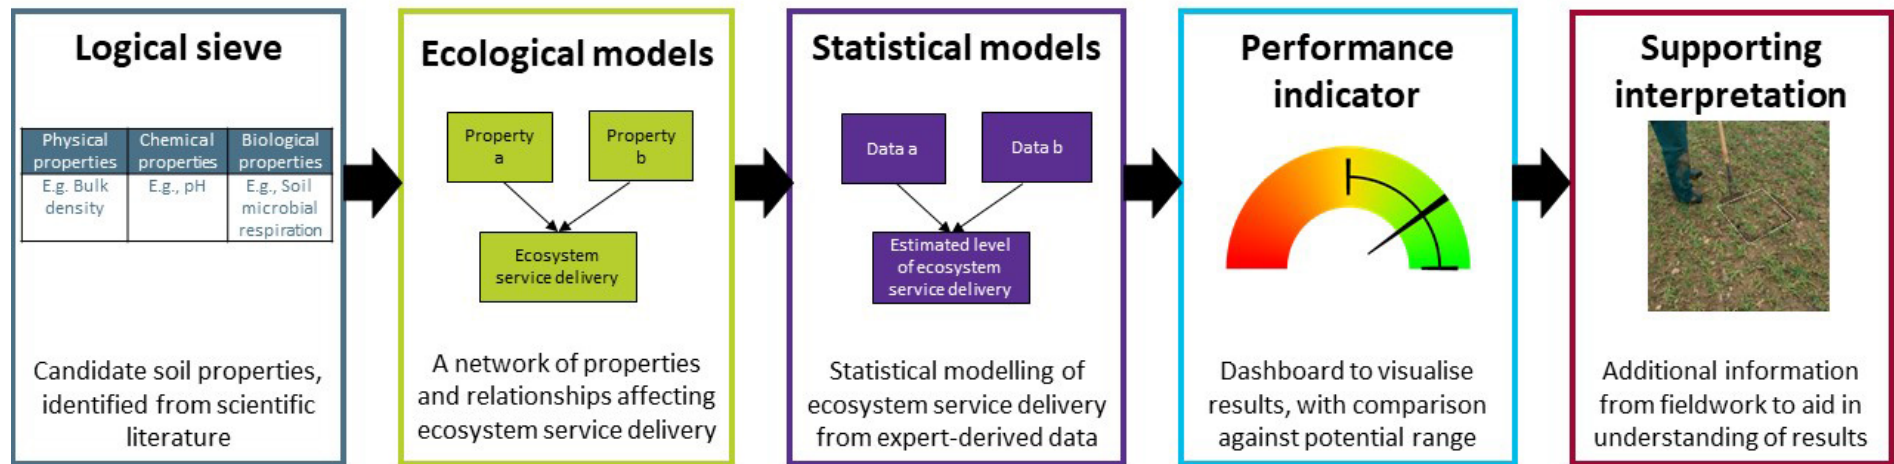 Logical sieve
Physical
properties
Chemical
properties
Biological
properties
E.g. Bulk
density
E.g., pH
E.g., Soil
microbial
respiration
Candidate soil properties,
identified from scientific
literature
Ecological models
Property
a
Property
b
Ecosystem
service delivery
A network of properties
and relationships affecting
ecosystem service delivery
Statistical models
Data a
Data b
Estimated level
of ecosystem
service delivery
Statistical modelling of
ecosystem service delivery
from expert-derived data
Performance
indicator
Dashboard to visualise
results, with comparison
against potential range
Supporting
interpretation
Additional information
from fieldwork to aid in
understanding of results